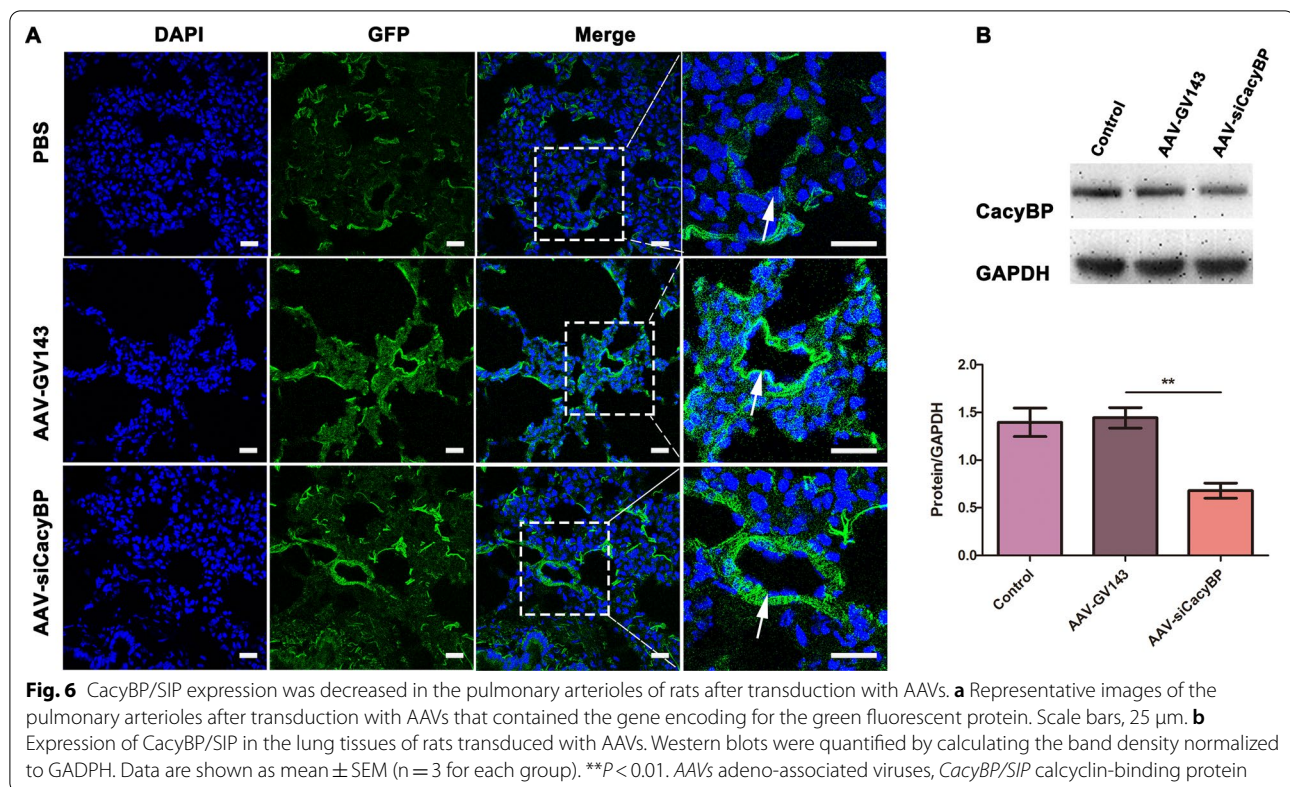 A
DAPI GFP Merge
PBS
AAV-GV143
AAV-siCacyBP
B
Control AAV-GV143 AAV-siCacyBP
CacyBP
GAPDH
Protein/GAPDH
2.0
1.5
1.0
0.5
0.0
**
Control AAV-GV143 AAV-siCacyBP
Fig. 6 CacyBP/SIP expression was decreased in the pulmonary arterioles of rats after transduction with AAVs. a Representative images of the
pulmonary arterioles after transduction with AAVs that contained the gene encoding for the green fluorescent protein. Scale bars, 25 μm. b
Expression of CacyBP/SIP in the lung tissues of rats transduced with AAVs. Western blots were quantified by calculating the band density normalized
to GADPH. Data are shown as mean ± SEM (n = 3 for each group). **P < 0.01. AAVs adeno-associated viruses, CacyBP/SIP calcyclin-binding protein